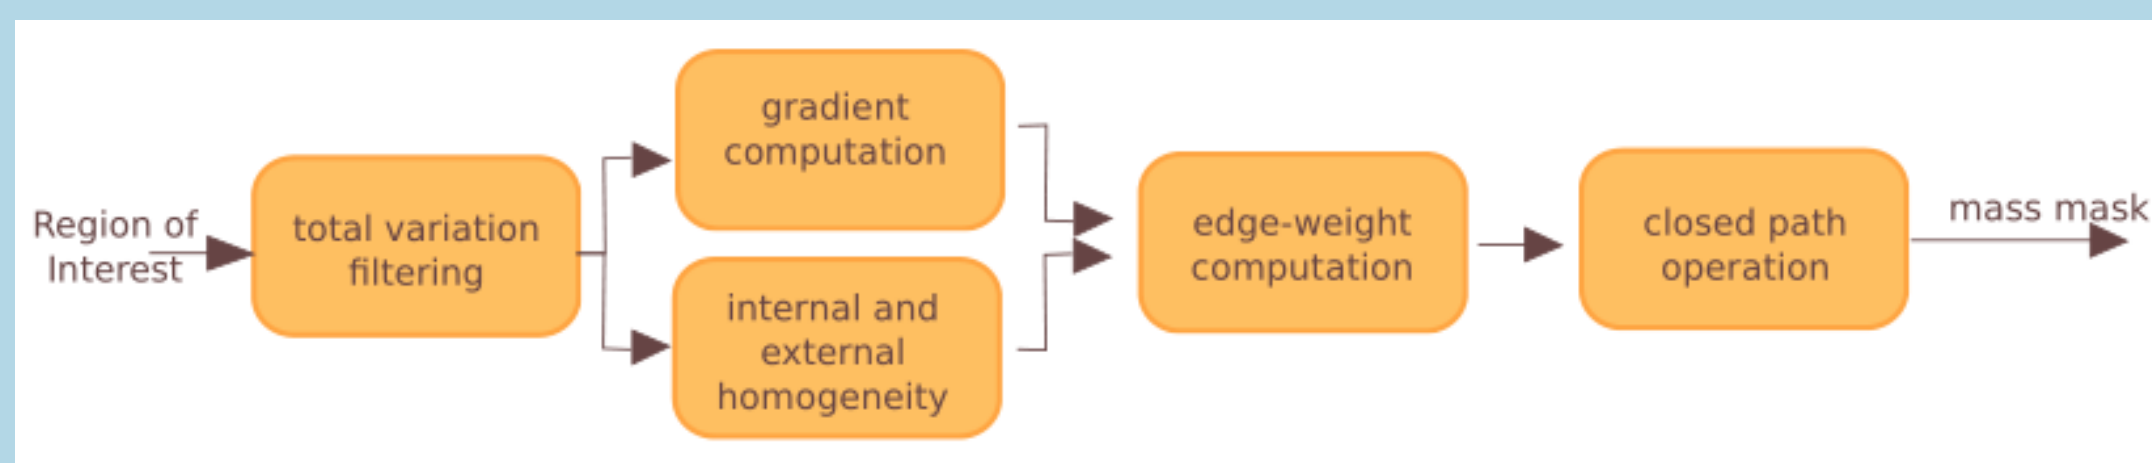 Region of
Interest
total variation
filtering
gradient
computation
internal and
external
homogeneity
edge-weight
computation
closed path
operation
mass mask